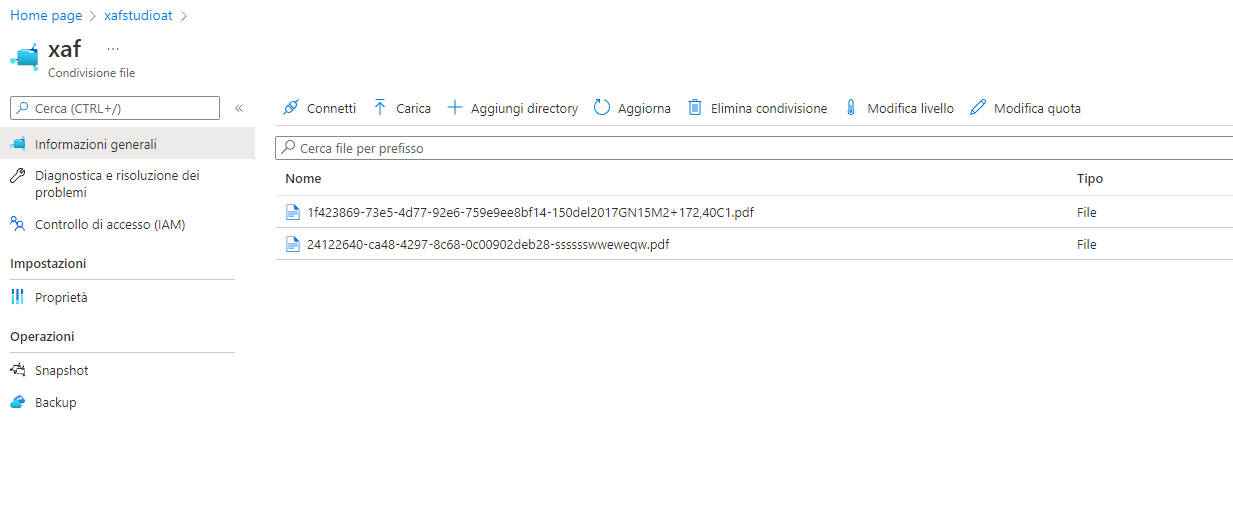 Home page > xafstudioat >
xaf ...
Condivisione file
Cerca (CTRL+/)
«
Informazioni generali
Diagnostica e risoluzione dei
problemi
Controllo di accesso (IAM)
Impostazioni
Proprietà
Operazioni
Snapshot
Backup
Connetti Carica Aggiungi directory Aggiorna Elimina condivisione Modifica livello Modifica quota
Cerca file per prefisso
Nome Tipo
1f423869-73e5-4d77-92e6-759e9ee8bf14-150del2017GN15M2+172,40C1.pdf File
24122640-ca48-4297-8c68-0c00902deb28-ssssswweweqw.pdf File